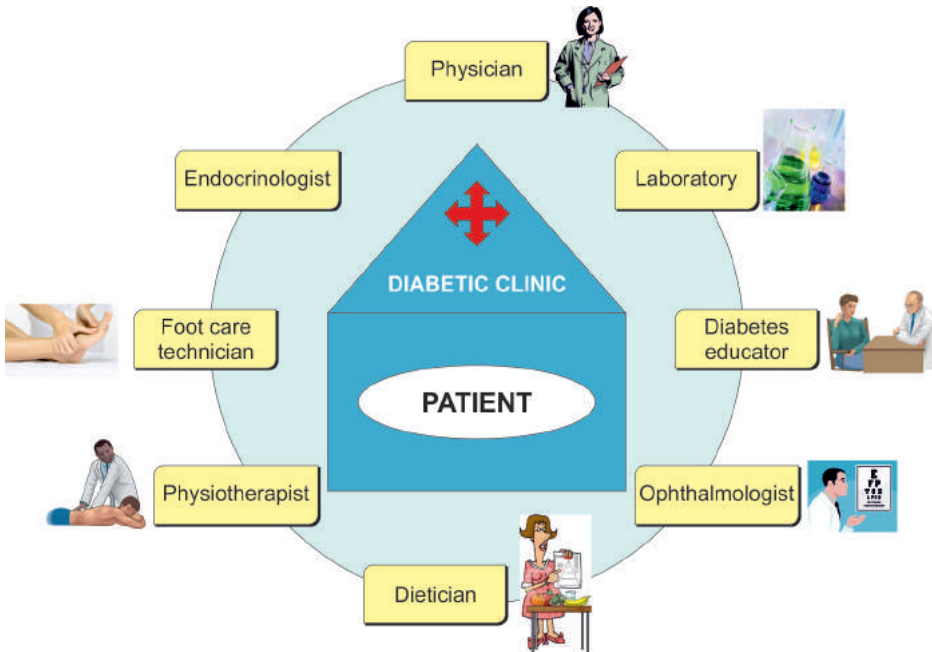 Physician
Endocrinologist
Laboratory
DIABETIC CLINIC
Foot care
technician
Diabetes
educator
PATIENT
Physiotherapist
Ophthalmologist
Dietician